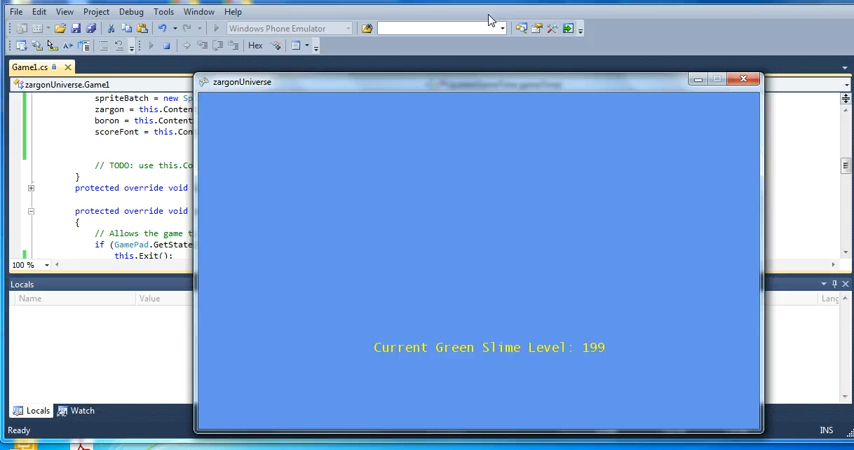 File Edit View Project Debug Tools Window Help
Windows Phone Emulator
Hex
Game1.cs
zargonUniverse.Game1
zargonUniverse
spriteBatch = new Sp
zargon = this.Content
boron = this.Content
scoreFont = this.Con
// TODO: use this.Co
}
protected override void
protected override void
{
// Allows the game t
if (GamePad.GetState
this.Exit();
100 %
Locals
Name Value Lang
Current Green Slime Level: 199
Locals Watch
Ready INS